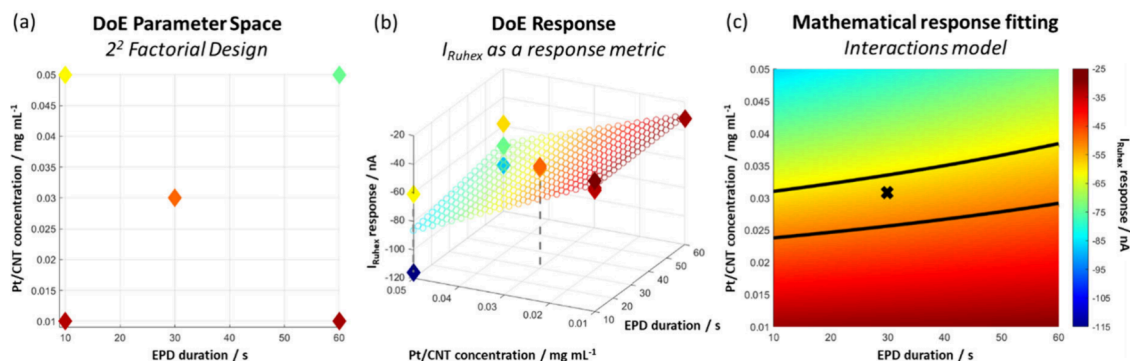 (a) DoE Parameter Space
2² Factorial Design
0.05
0.045
0.04
0.035
0.03
0.025
0.02
0.015
0.01
Pt/CNT concentration / mg mL⁻¹
10 20 30 40 50 60
EPD duration / s
(b) DoE Response
I_Ruhex as a response metric
-20
-40
-60
-80
-100
-120
I_Ruhex response / nA
0.05 0.04 0.03 0.02 0.01
Pt/CNT concentration / mg mL⁻¹
10 20 30 40 50 60
EPD duration / s
(c) Mathematical response fitting
Interactions model
0.05
0.045
0.04
0.035
0.03
0.025
0.02
0.015
0.01
Pt/CNT concentration / mg mL⁻¹
10 20 30 40 50 60
EPD duration / s
-25
-35
-45
-55
-65
-75
-85
-95
-105
-115
I_Ruhex response / nA